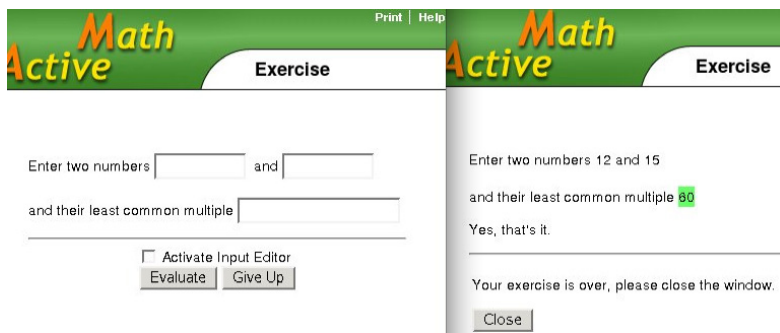 Print | Help
Math
Active
Exercise
Enter two numbers and
and their least common multiple
Activate Input Editor
Evaluate Give Up
Math
Active
Exercise
Enter two numbers 12 and 15
and their least common multiple 60
Yes, that's it.
Your exercise is over, please close the window.
Close